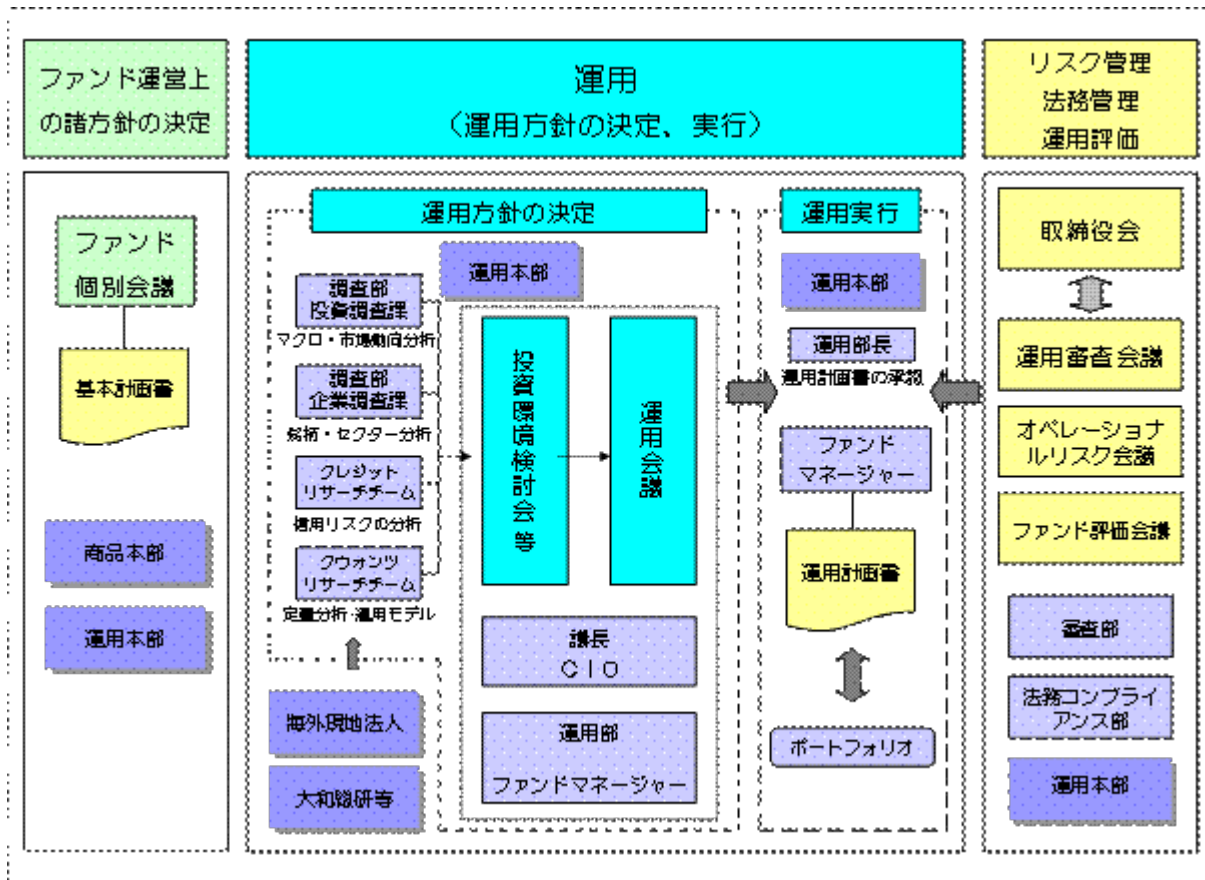 ファンド運営上
の諸方針の決定
運用
（運用方針の決定、実行）
リスク管理
法務管理
運用評価
ファンド
個別会議
基本計画書
商品本部
運用本部
運用方針の決定
運用本部
調査部
投資調査課
マクロ・市場動向分析
調査部
企業調査課
銘柄・セクター分析
クレジット
リサーチチーム
信用リスクの分析
クウォンツ
リサーチチーム
定量分析・運用モデル
海外現地法人
大和総研等
投資環境検討会等
運用会議
議長
ＣＩＯ
運用部
ファンドマネージャー
運用実行
運用本部
運用部長
運用計画書の承認
ファンド
マネージャー
運用計画書
ポートフォリオ
取締役会
運用審査会議
オペレーショナ
ルリスク会議
ファンド評価会議
審査部
法務コンプライ
アンス部
運用本部